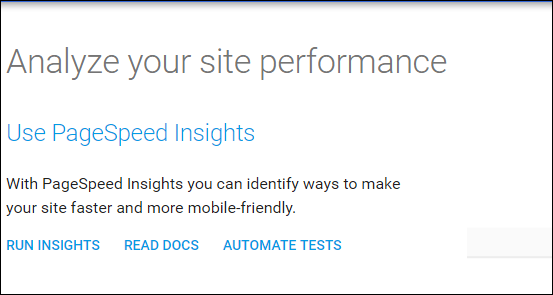 Analyze your site performance
Use PageSpeed Insights
With PageSpeed Insights you can identify ways to make
your site faster and more mobile-friendly.
RUN INSIGHTS READ DOCS AUTOMATE TESTS